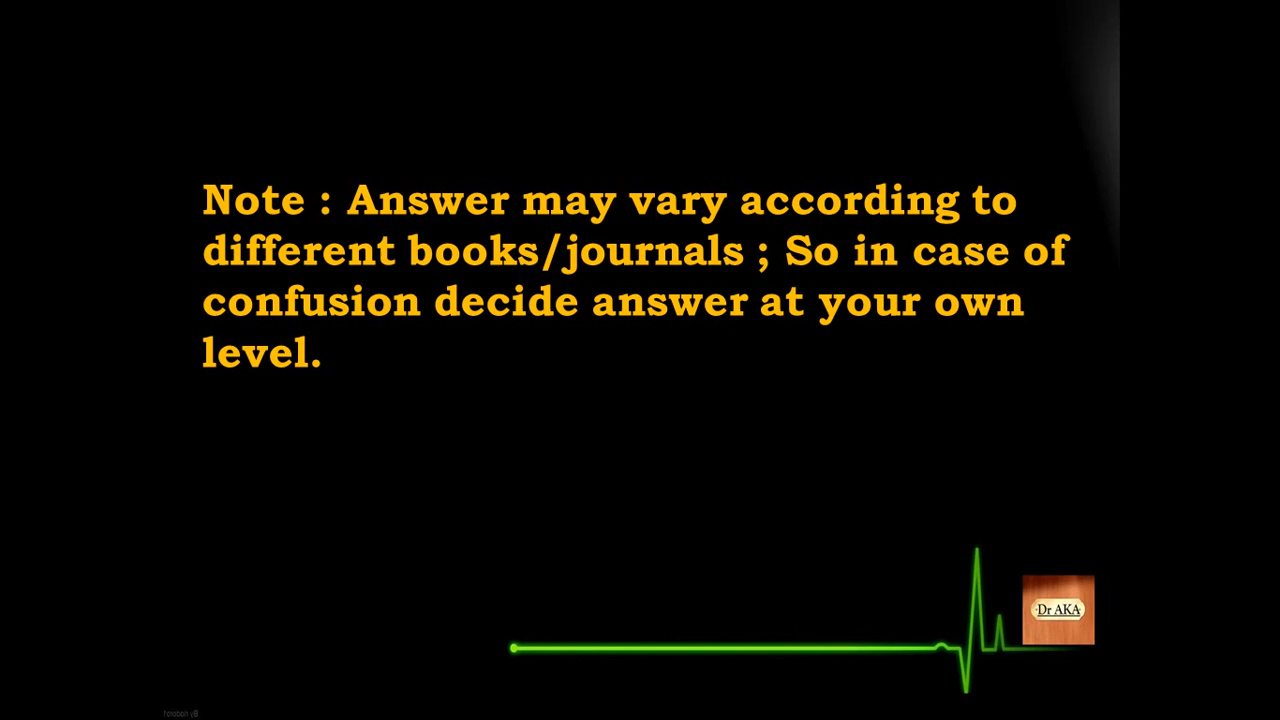 Note : Answer may vary according to
different books/journals ; So in case of
confusion decide answer at your own
level.
Dr AKA